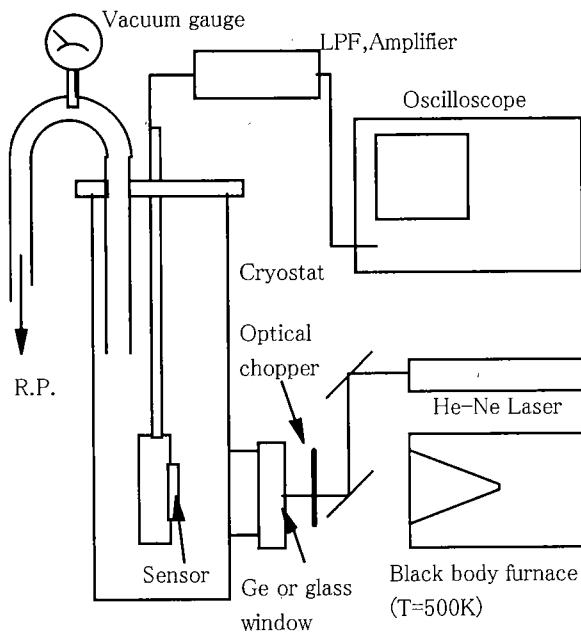 Vacuum gauge
LPF,Amplifier
Oscilloscope
Cryostat
Optical
chopper
R.P.
He-Ne Laser
Sensor
Ge or glass
window
Black body furnace
(T=500K)